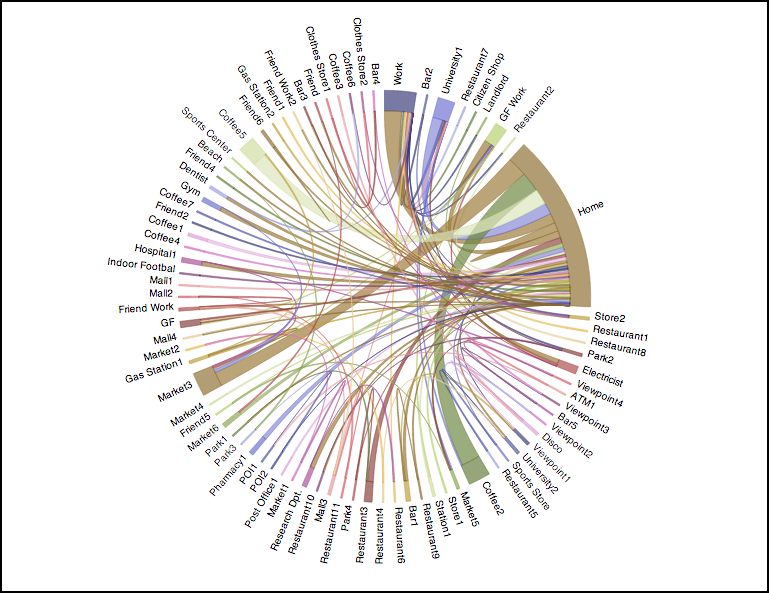 Work
Bar2
University1
Restaurant7
Citizen Shop
Landlord
GF Work
Restaurant2
Home
Store2
Restaurant1
Restaurant8
Park2
Electricist
Viewpoint4
ATM1
Viewpoint3
Bar5
Viewpoint2
Disco
Viewpoint1
University2
Sports Store
Restaurant5
Coffee2
Market5
Store1
Station1
Restaurant9
Bar1
Restaurant6
Restaurant4
Restaurant3
Park4
Restaurant11
Mall3
Restaurant10
Research Dpt.
Market1
Post Office1
POI2
POI1
Pharmacy1
Park3
Park1
Market6
Friend5
Market4
Market3
Gas Station1
Market2
Mall4
GF
Friend Work
Mall2
Mall1
Indoor Footbal
Hospital1
Coffee4
Coffee1
Friend2
Coffee7
Gym
Dentist
Friend4
Beach
Sports Center
Coffee5
Friend6
Gas Station2
Friend1
Friend Work2
Bar3
Friend
Clothes Store1
Coffee3
Coffee6
Clothes Store2
Bar4